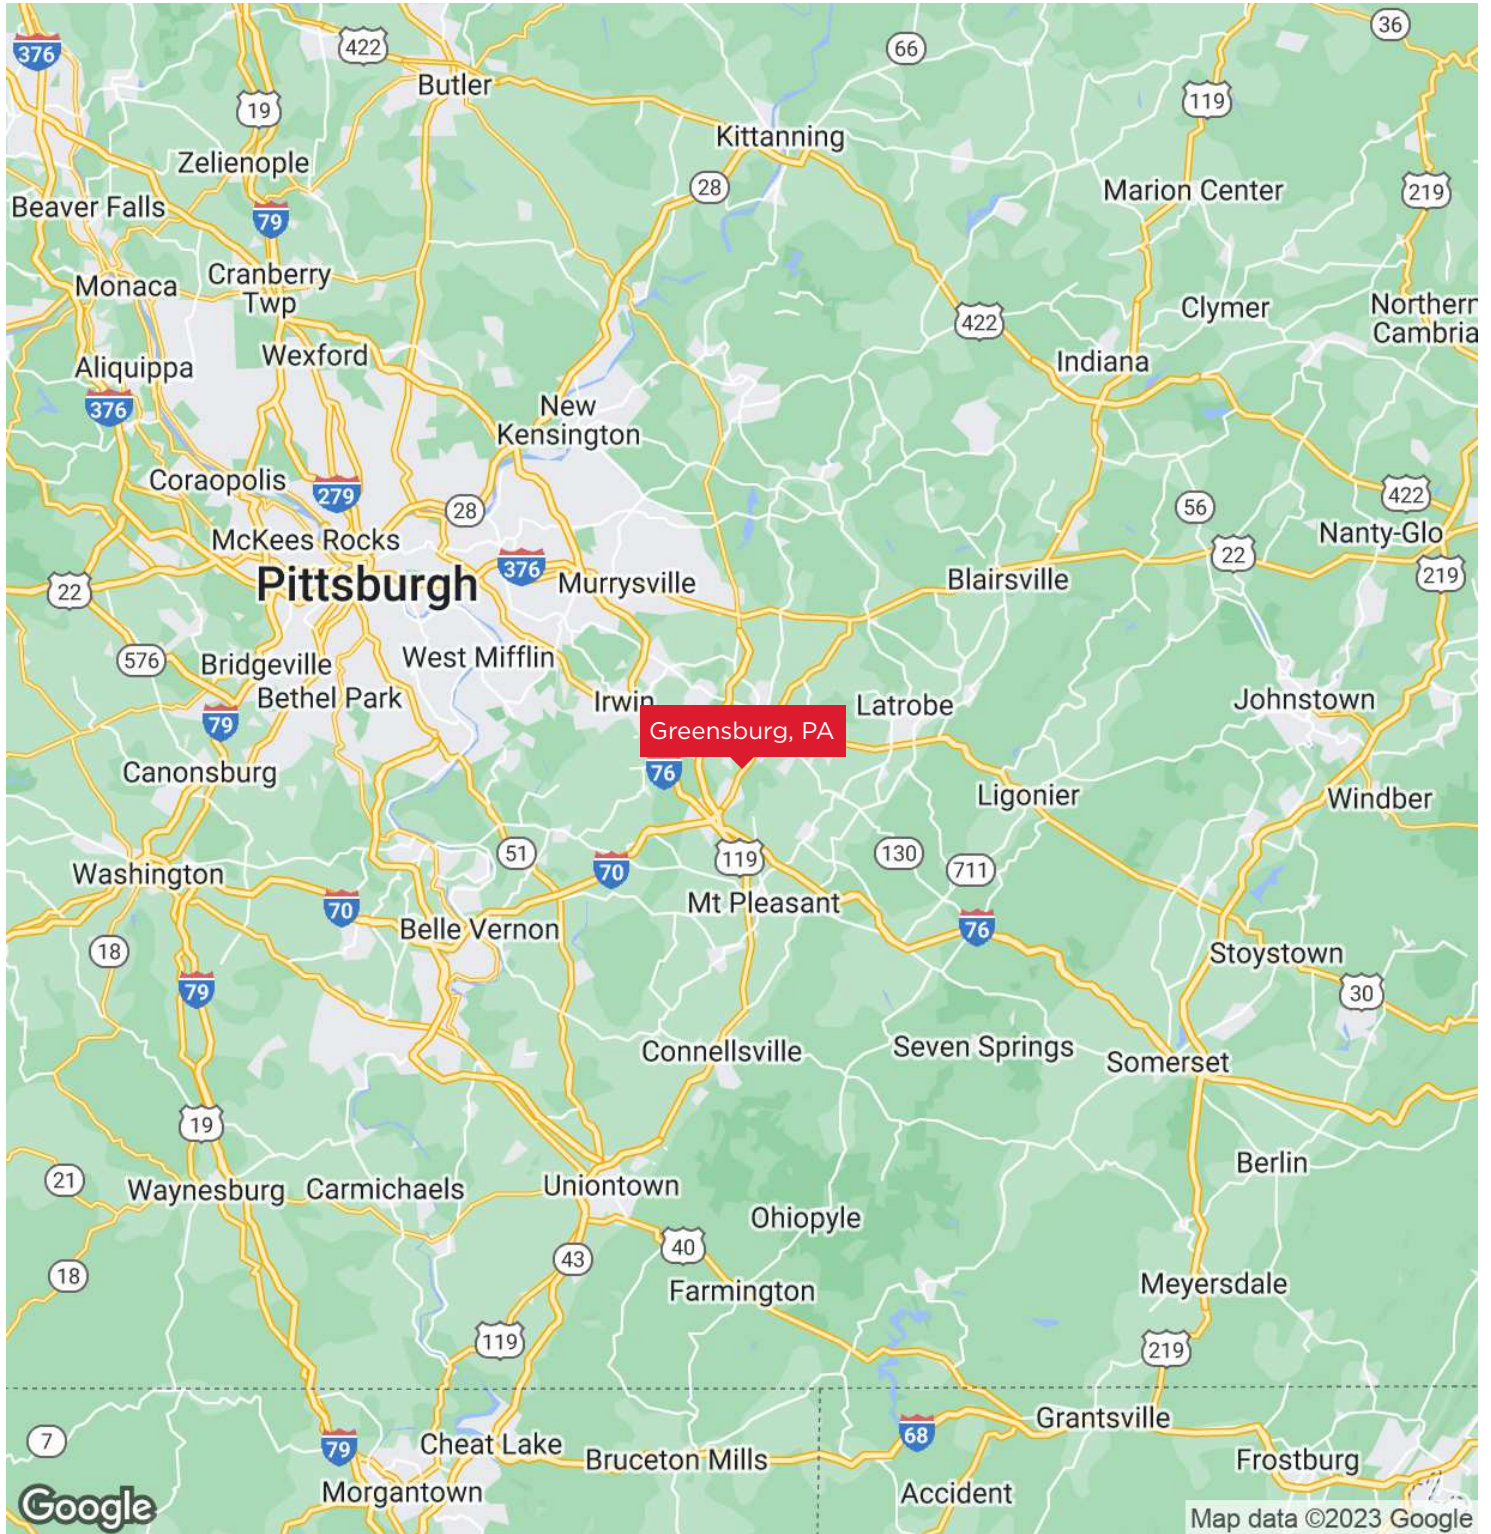 36
376
422
66
Butler
119
19
Kittanning
Zelienople
28
Marion Center
219
Beaver Falls
79
Monaca
Cranberry
Twp
Clymer
Northern
Cambria
422
Wexford
Indiana
Aliquippa
376
New
Kensington
Coraopolis
279
28
422
56
Nanty-Glo
McKees Rocks
22
376
Pittsburgh
Murrysville
Blairsville
22
219
576
Bridgeville
West Mifflin
Bethel Park
Irwin
Latrobe
Johnstown
79
Greensburg, PA
Canonsburg
76
Ligonier
Windber
51
119
130
711
Washington
70
70
Mt Pleasant
Belle Vernon
76
18
Stoystown
79
30
Connellsville
Seven Springs
Somerset
19
Berlin
21
Waynesburg
Carmichaels
Uniontown
Ohiopyle
40
43
18
Farmington
Meyersdale
119
219
Grantsville
68
7
79
Cheat Lake
Bruceton Mills
Frostburg
Morgantown
Accident
Google
Map data ©2023 Google